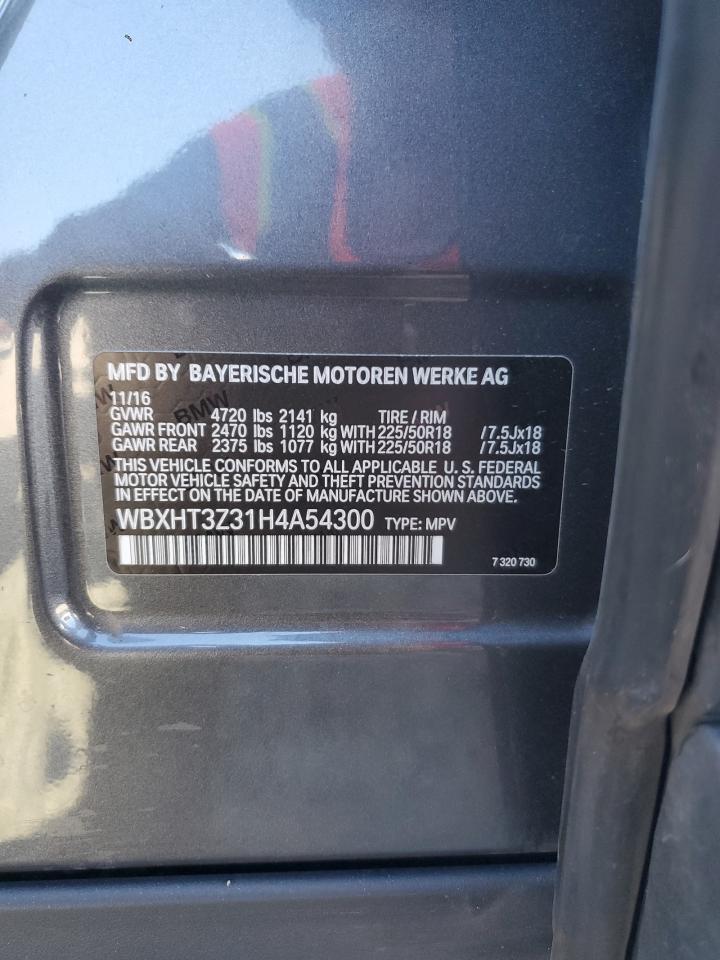 MFD BY BAYERISCHE MOTOREN WERKE AG
11/16
GVWR 4720 lbs 2141 kg TIRE / RIM
GAWR FRONT 2470 lbs 1120 kg WITH 225/50R18 /7.5Jx18
GAWR REAR 2375 lbs 1077 kg WITH 225/50R18 /7.5Jx18
THIS VEHICLE CONFORMS TO ALL APPLICABLE U. S. FEDERAL
MOTOR VEHICLE SAFETY AND THEFT PREVENTION STANDARDS
IN EFFECT ON THE DATE OF MANUFACTURE SHOWN ABOVE.
WBXHT3Z31H4A54300 TYPE: MPV
7 320 730
BMW